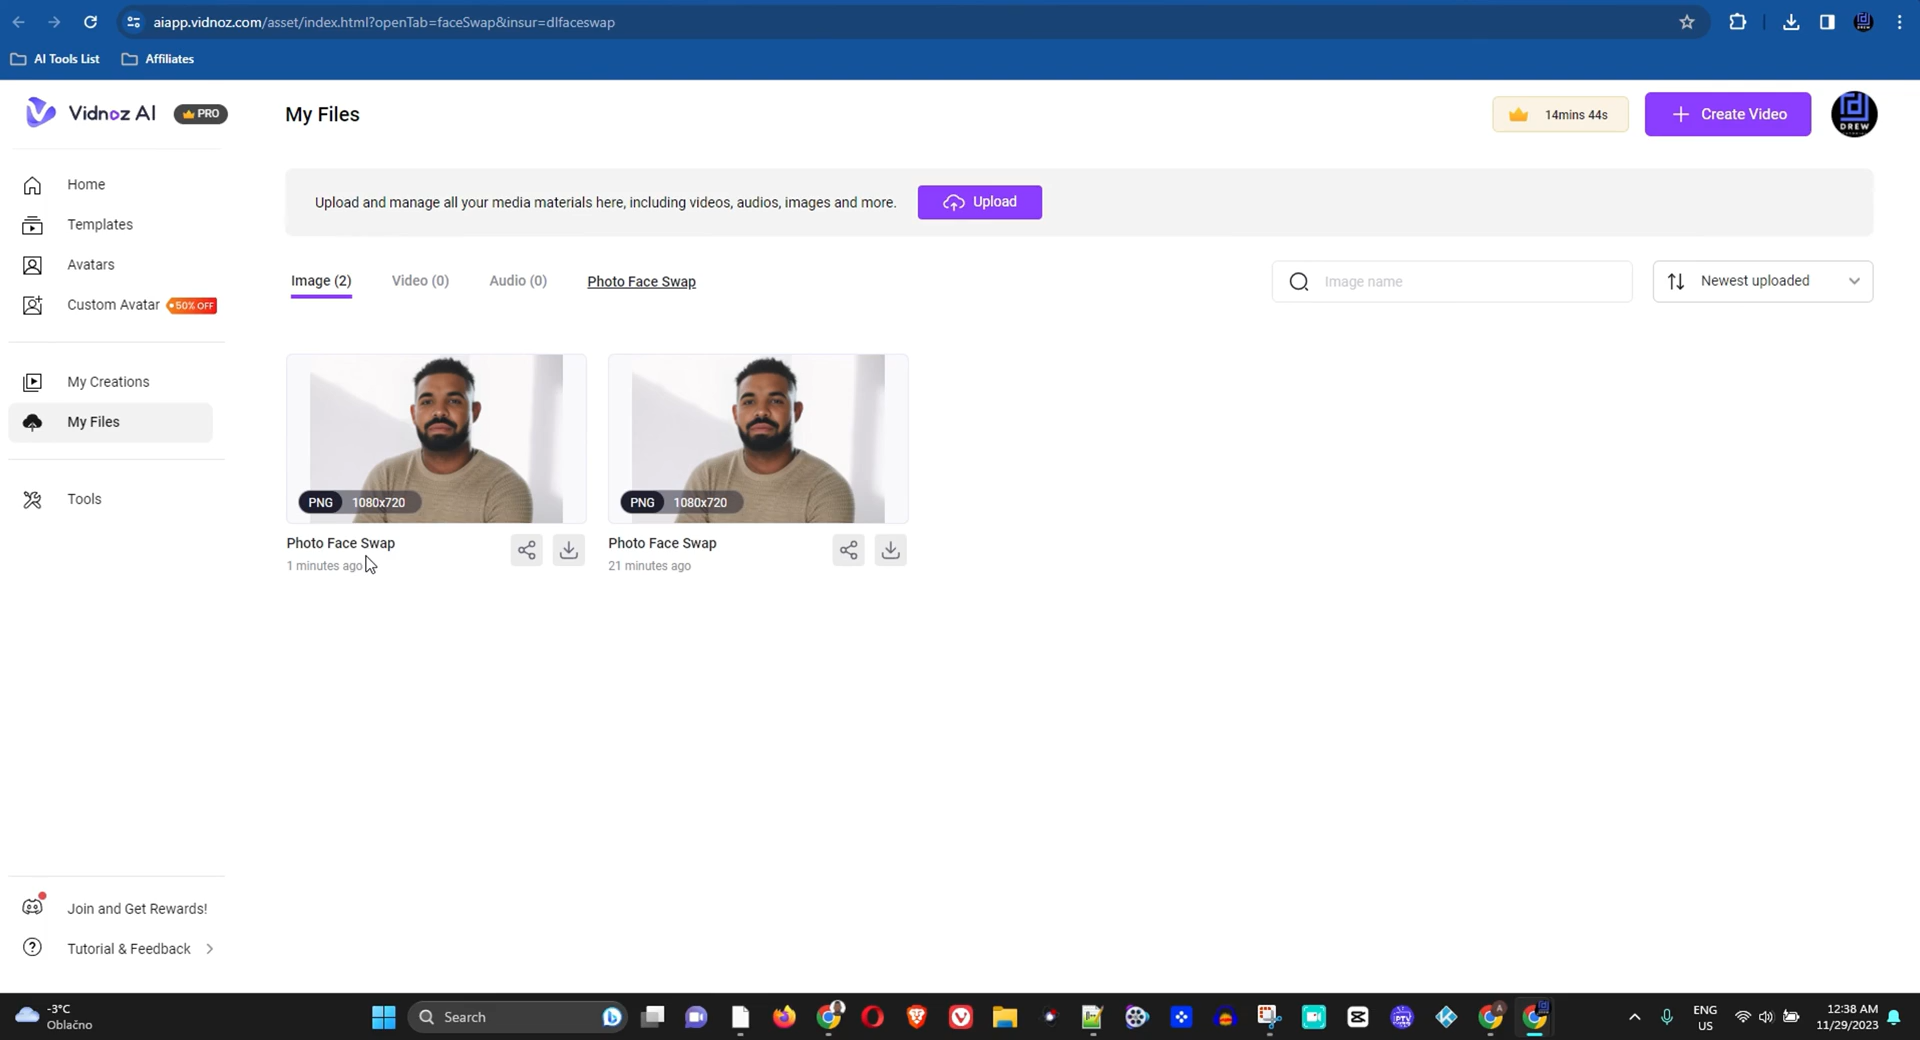 aiapp.vidnoz.com/asset/index.html?openTab=faceSwap&insur=dlfaceswap
AI Tools List
Affiliates
Vidnoz AI
PRO
My Files
14mins 44s
Create Video
DREW
Home
Upload and manage all your media materials here, including videos, audios, images and more.
Upload
Templates
Avatars
Image (2)
Video (0)
Audio (0)
Photo Face Swap
Image name
Newest uploaded
Custom Avatar
50% OFF
My Creations
My Files
Tools
PNG 1080x720
PNG 1080x720
Photo Face Swap
1 minutes ago
Photo Face Swap
21 minutes ago
Join and Get Rewards!
Tutorial & Feedback
-3°C
Oblačno
Search
PTV
ENG
US
12:38 AM
11/29/2023